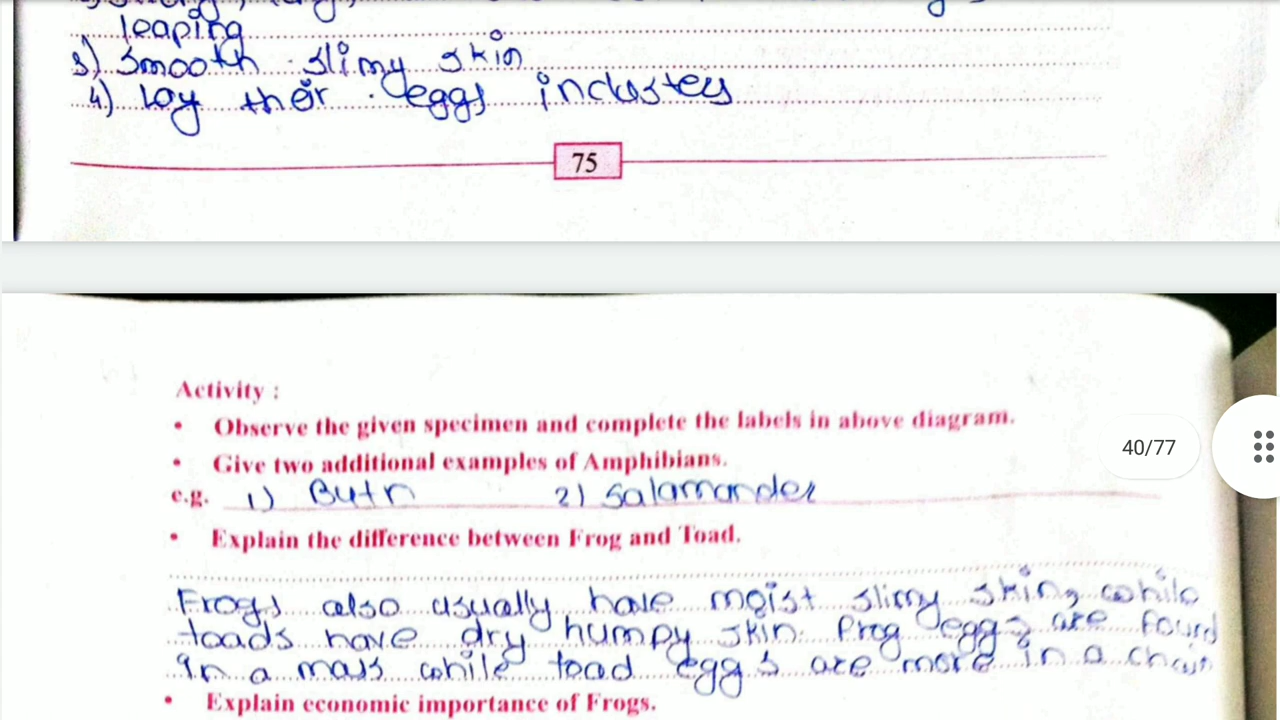 leaping
3) Smooth slimy skin
4) Lay their eggs inclusters
75
Activity :
• Observe the given specimen and complete the labels in above diagram.
• Give two additional examples of Amphibians.
e.g. 1) Butn 2) Salamander
40/77
• Explain the difference between Frog and Toad.
Frogs also usually have moist slimy skin, while
toads have dry humpy skin. Frog eggs are found
in a mass while toad eggs are more in a chain
• Explain economic importance of Frogs.